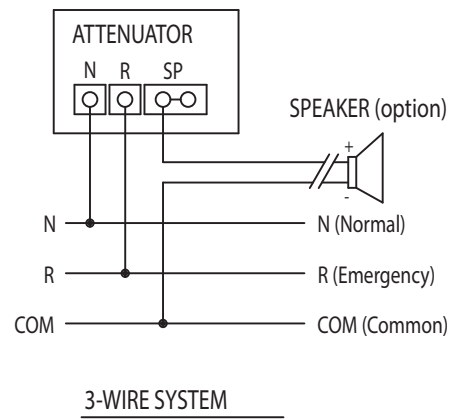 ATTENUATOR
N R SP
SPEAKER (option)
+
-
N N (Normal)
R R (Emergency)
COM COM (Common)
3-WIRE SYSTEM